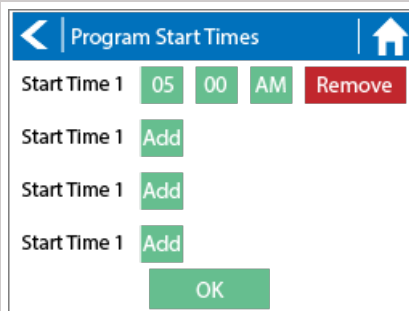 Program Start Times
Start Time 1 05 00 AM Remove
Start Time 1 Add
Start Time 1 Add
Start Time 1 Add
OK